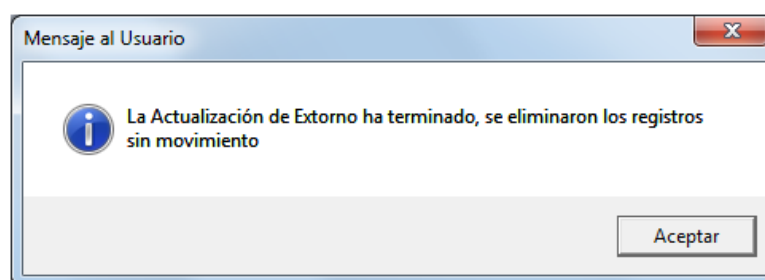 Mensaje al Usuario
La Actualización de Extorno ha terminado, se eliminaron los registros
sin movimiento
Aceptar